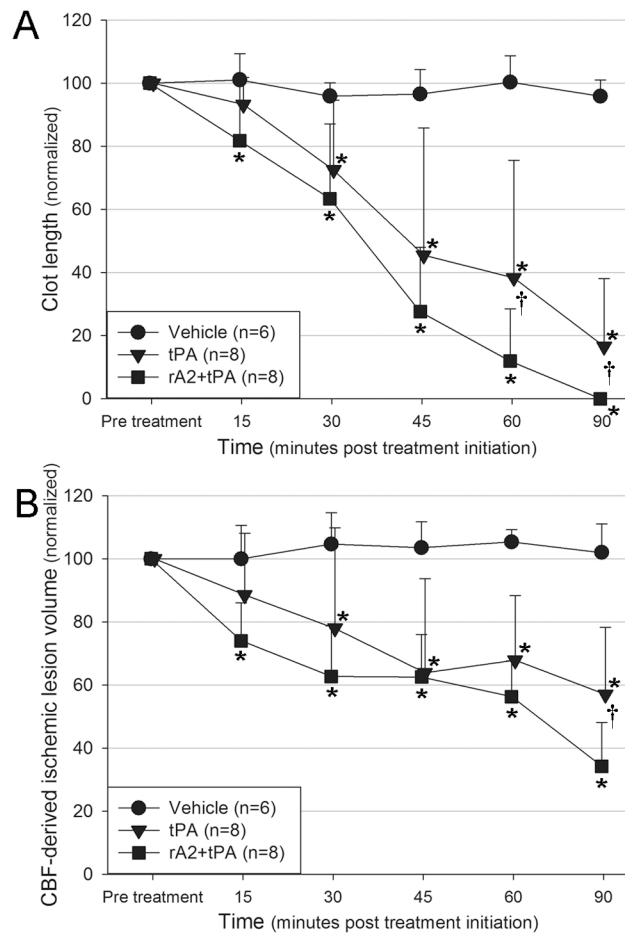 A
120
100
80
60
40
20
0
Clot length (normalized)
* * * * *
* * * *
† †
Vehicle (n=6)
tPA (n=8)
rA2+tPA (n=8)
Pre treatment 15 30 45 60 90
Time (minutes post treatment initiation)
B
120
100
80
60
40
20
0
CBF-derived ischemic lesion volume (normalized)
* * * *
†
* * * * *
Vehicle (n=6)
tPA (n=8)
rA2+tPA (n=8)
Pre treatment 15 30 45 60 90
Time (minutes post treatment initiation)